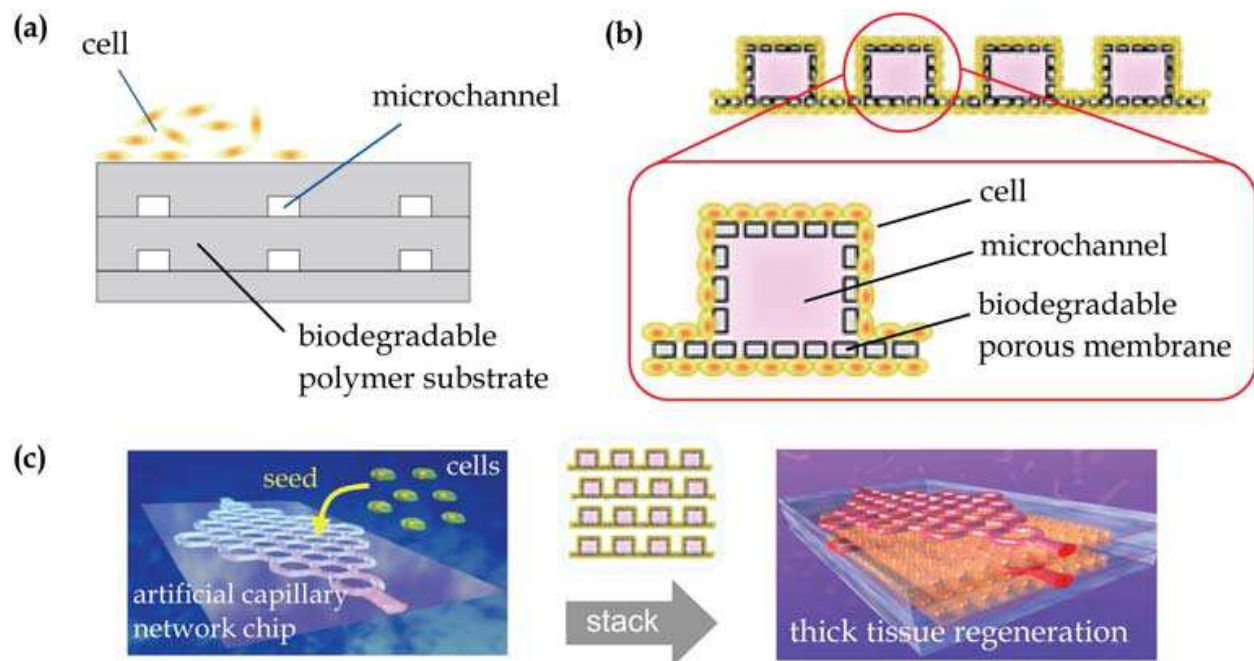 (a)
cell
microchannel
biodegradable
polymer substrate
(b)
cell
microchannel
biodegradable
porous membrane
(c)
seed
cells
artificial capillary
network chip
stack
thick tissue regeneration